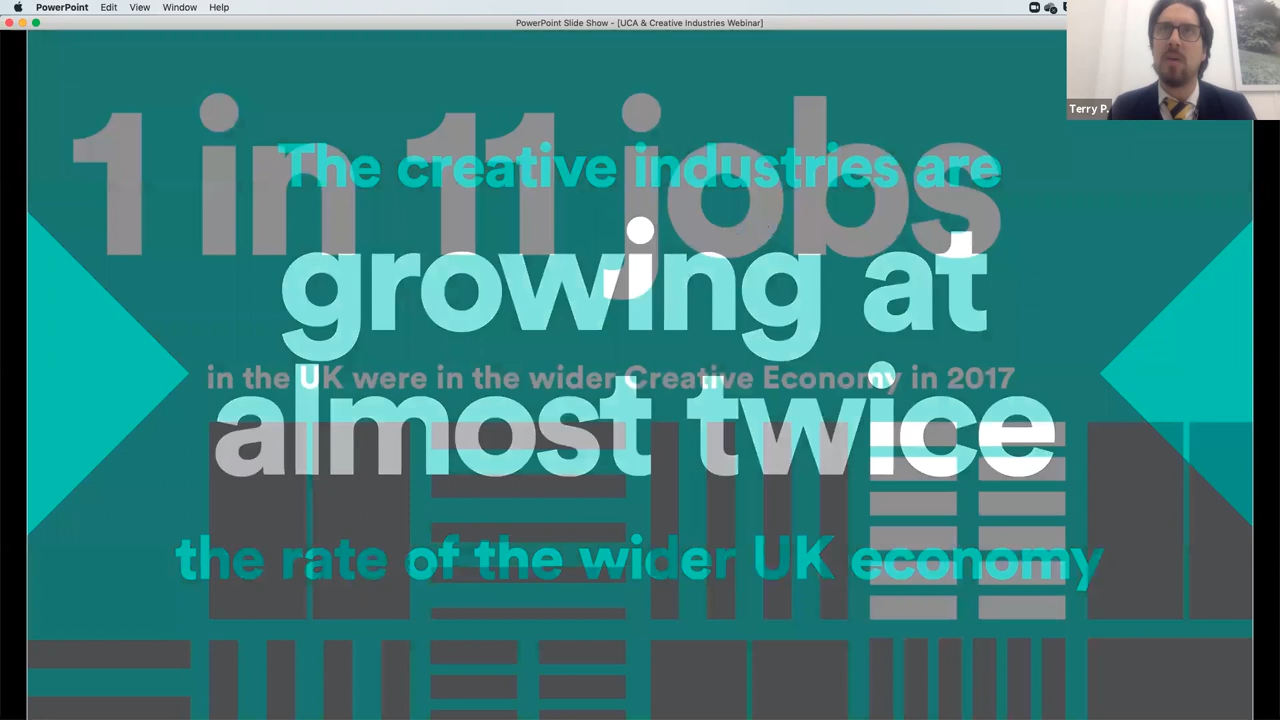 PowerPoint Edit View Window Help
PowerPoint Slide Show - [UCA & Creative Industries Webinar]
Terry P.
1 in 11 jobs
The creative industries are
growing at
in the UK were in the wider Creative Economy in 2017
almost twice
the rate of the wider UK economy